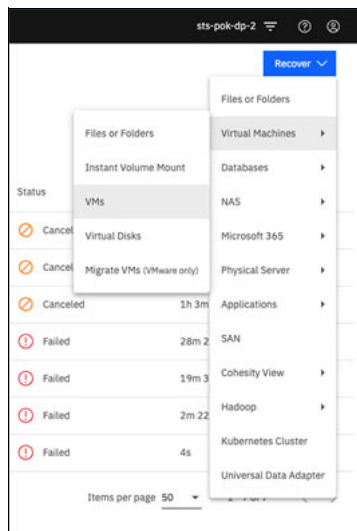 sts-pok-dp-2
Recover
Files or Folders
Virtual Machines
Databases
NAS
Microsoft 365
Physical Server
Applications
SAN
Cohesity View
Hadoop
Kubernetes Cluster
Universal Data Adapter
Files or Folders
Instant Volume Mount
VMs
Virtual Disks
Migrate VMs (VMware only)
Status
Cancel
Cancel
Canceled 1h 3m
Failed 28m 2
Failed 19m 3
Failed 2m 22
Failed 4s
Items per page 50